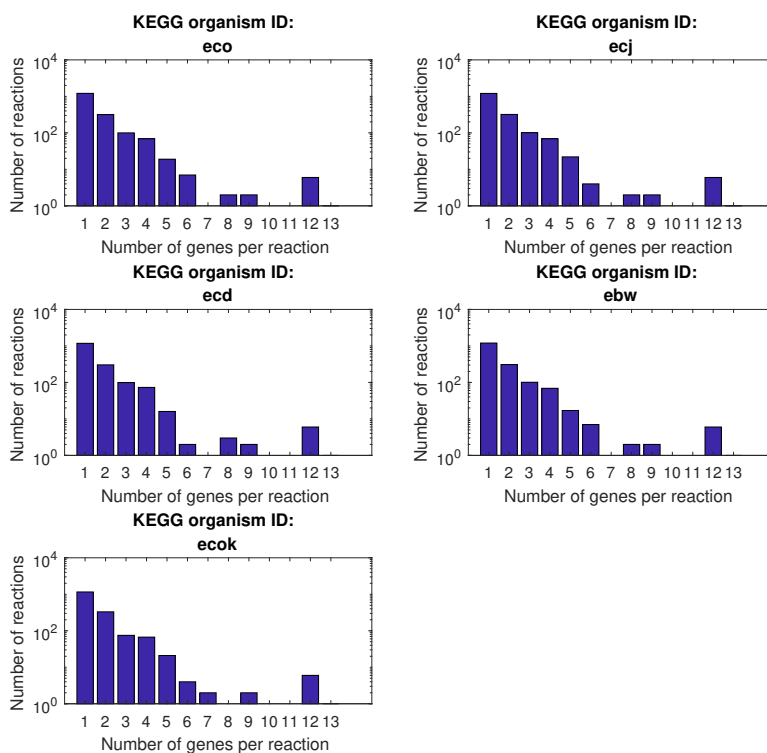 KEGG organism ID:
eco
10^4
10^2
10^0
Number of reactions
1 2 3 4 5 6 7 8 9 10 11 12 13
Number of genes per reaction
KEGG organism ID:
ecj
10^4
10^2
10^0
Number of reactions
1 2 3 4 5 6 7 8 9 10 11 12 13
Number of genes per reaction
KEGG organism ID:
ecd
10^4
10^2
10^0
Number of reactions
1 2 3 4 5 6 7 8 9 10 11 12 13
Number of genes per reaction
KEGG organism ID:
ebw
10^4
10^2
10^0
Number of reactions
1 2 3 4 5 6 7 8 9 10 11 12 13
Number of genes per reaction
KEGG organism ID:
ecok
10^4
10^2
10^0
Number of reactions
1 2 3 4 5 6 7 8 9 10 11 12 13
Number of genes per reaction